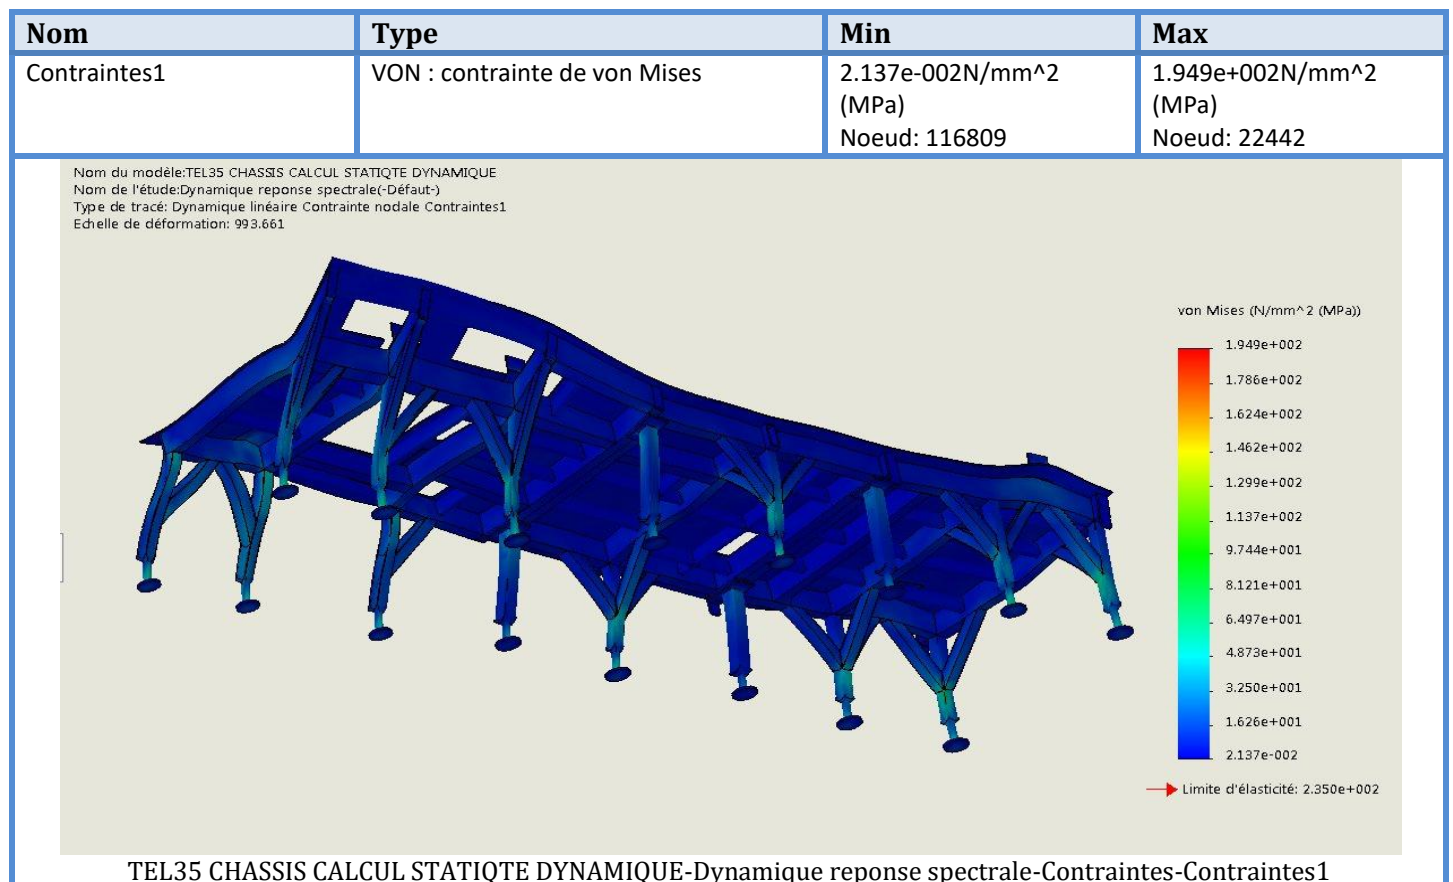 Nom Type Min Max
Contraintes1 VON : contrainte de von Mises 2.137e-002N/mm^2 1.949e+002N/mm^2
(MPa) (MPa)
Noeud: 116809 Noeud: 22442
Nom du modèle:TEL35 CHASSIS CALCUL STATIQTE DYNAMIQUE
Nom de l'étude:Dynamique reponse spectrale(-Défaut-)
Type de tracé: Dynamique linéaire Contrainte nodale Contraintes1
Echelle de déformation: 993.661
von Mises (N/mm^2 (MPa))
1.949e+002
1.786e+002
1.624e+002
1.462e+002
1.299e+002
1.137e+002
9.744e+001
8.121e+001
6.497e+001
4.873e+001
3.250e+001
1.626e+001
2.137e-002
Limite d'élasticité: 2.350e+002
TEL35 CHASSIS CALCUL STATIQTE DYNAMIQUE-Dynamique reponse spectrale-Contraintes-Contraintes1